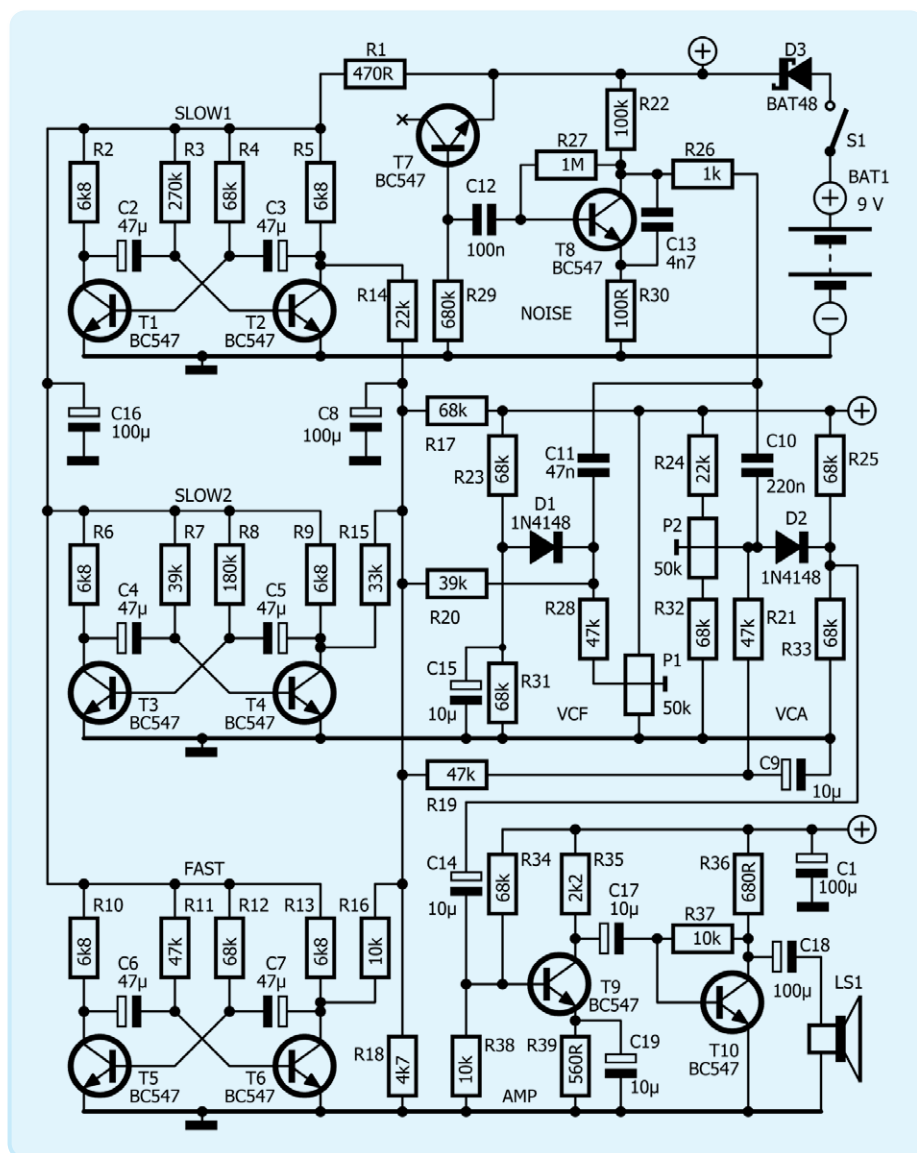 R1
470R
D3
BAT48
S1
BAT1
9 V
SLOW1
R2
6k8
R3
270k
R4
68k
R5
6k8
C2
47µ
C3
47µ
T1
BC547
T2
BC547
R14
22k
T7
BC547
R29
680k
C12
100n
R27
1M
R22
100k
T8
BC547
C13
4n7
R26
1k
R30
100R
NOISE
C16
100µ
C8
100µ
SLOW2
R6
6k8
R7
39k
R8
180k
R9
6k8
C4
47µ
C5
47µ
T3
BC547
T4
BC547
R15
33k
68k
R17
R23
68k
C11
47n
D1
1N4148
39k
R20
R28
47k
C15
10µ
R31
68k
VCF
P1
50k
R24
22k
P2
50k
R32
68k
C10
220n
D2
1N4148
R25
68k
R21
47k
R33
68k
VCA
47k
R19
C9
10µ
FAST
R10
6k8
R11
47k
R12
68k
R13
6k8
C6
47µ
C7
47µ
T5
BC547
T6
BC547
R16
10k
R18
4k7
C14
10µ
R34
68k
R35
2k2
C17
10µ
R37
10k
R36
680R
C1
100µ
C18
100µ
LS1
T9
BC547
R38
10k
R39
560R
C19
10µ
T10
BC547
AMP